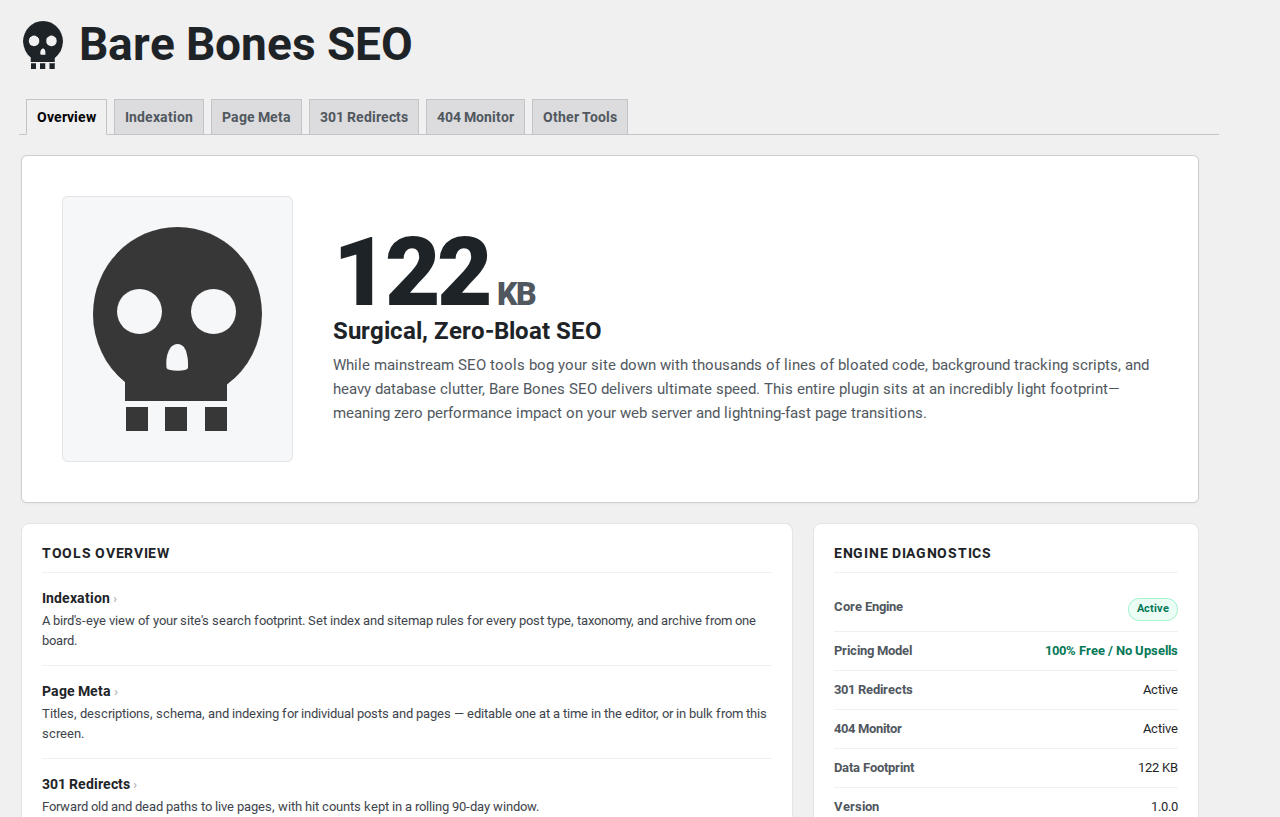 Bare Bones SEO
Overview
Indexation
Page Meta
301 Redirects
404 Monitor
Other Tools
122 KB
Surgical, Zero-Bloat SEO
While mainstream SEO tools bog your site down with thousands of lines of bloated code, background tracking scripts, and
heavy database clutter, Bare Bones SEO delivers ultimate speed. This entire plugin sits at an incredibly light footprint—
meaning zero performance impact on your web server and lightning-fast page transitions.
TOOLS OVERVIEW
Indexation ›
A bird's-eye view of your site's search footprint. Set index and sitemap rules for every post type, taxonomy, and archive from one
board.
Page Meta ›
Titles, descriptions, schema, and indexing for individual posts and pages — editable one at a time in the editor, or in bulk from this
screen.
301 Redirects ›
Forward old and dead paths to live pages, with hit counts kept in a rolling 90-day window.
ENGINE DIAGNOSTICS
Core Engine Active
Pricing Model 100% Free / No Upsells
301 Redirects Active
404 Monitor Active
Data Footprint 122 KB
Version 1.0.0